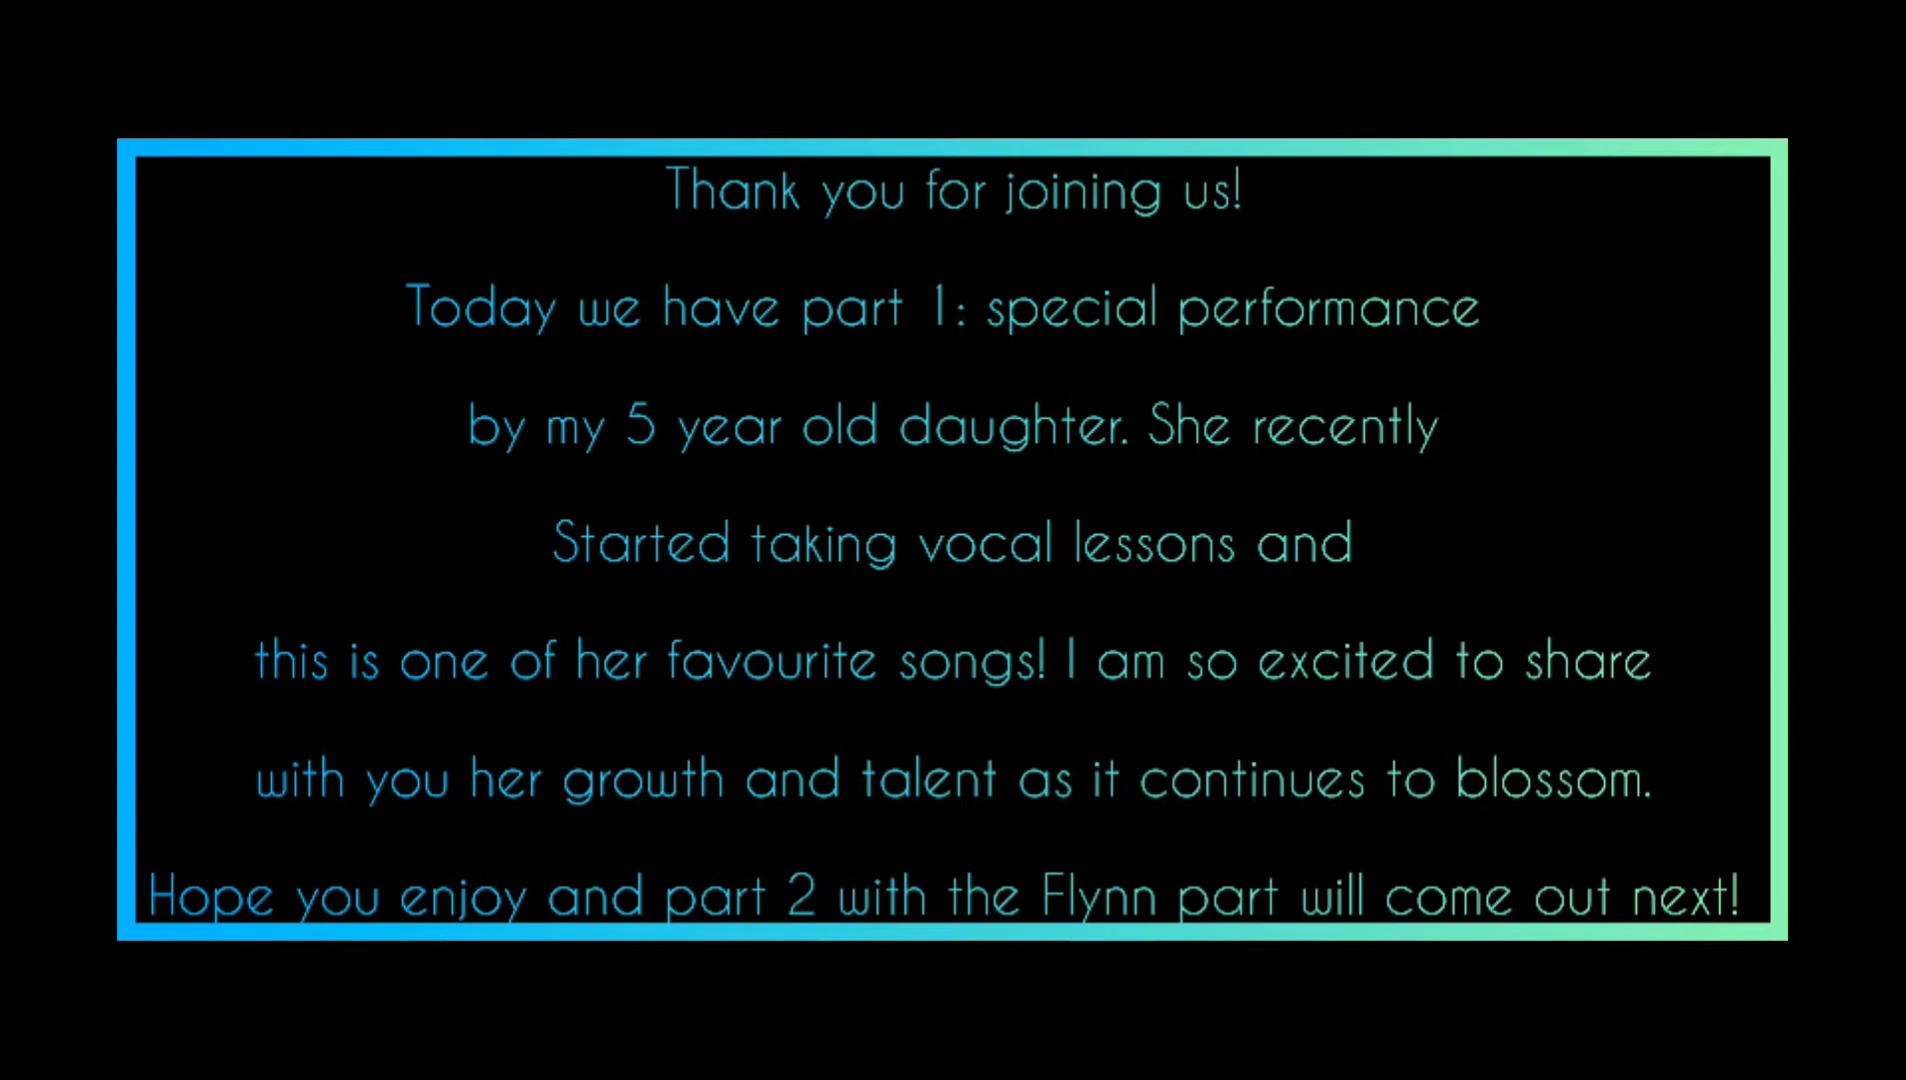 Thank you for joining us!
Today we have part 1: special performance
by my 5 year old daughter. She recently
Started taking vocal lessons and
this is one of her favourite songs! I am so excited to share
with you her growth and talent as it continues to blossom.
Hope you enjoy and part 2 with the Flynn part will come out next!